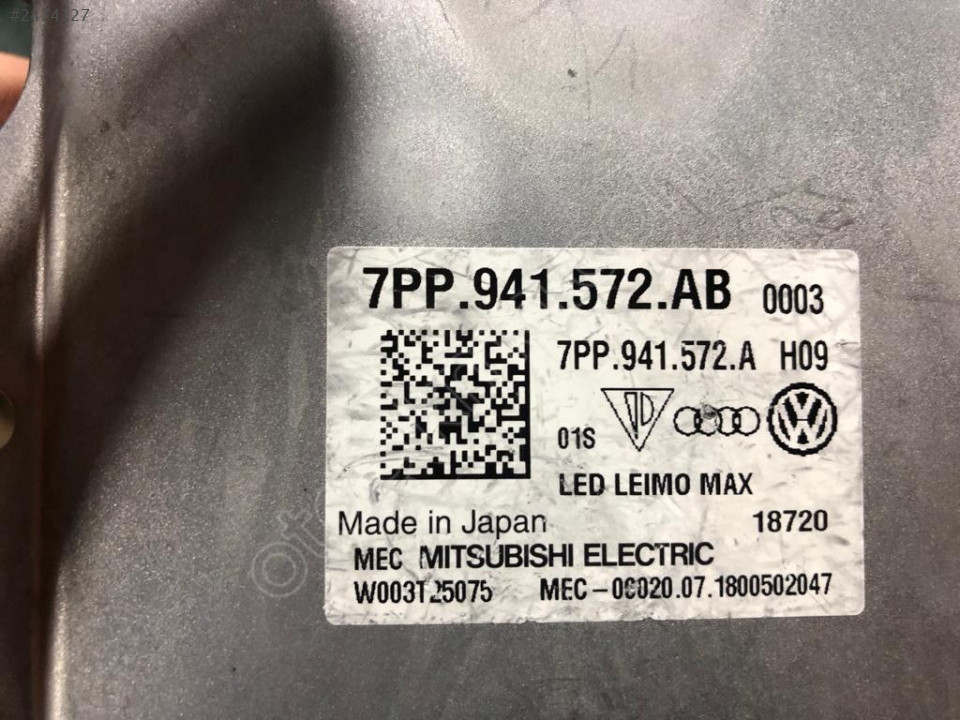 7PP.941.572.AB 0003
7PP.941.572.A H09
01S
LED LEIMO MAX
Made in Japan 18720
MEC MITSUBISHI ELECTRIC
W003T25075 MEC-06020.07.1800502047